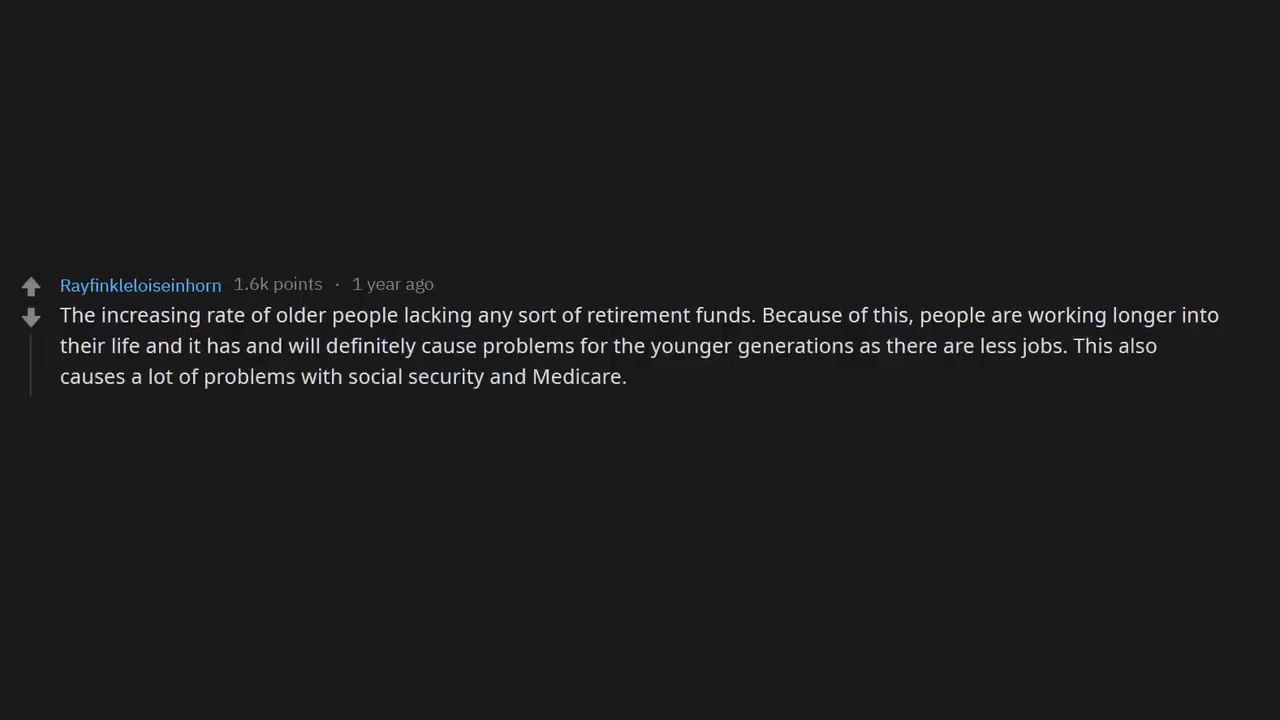 Rayfinkleloiseinhorn 1.6k points · 1 year ago
The increasing rate of older people lacking any sort of retirement funds. Because of this, people are working longer into
their life and it has and will definitely cause problems for the younger generations as there are less jobs. This also
causes a lot of problems with social security and Medicare.